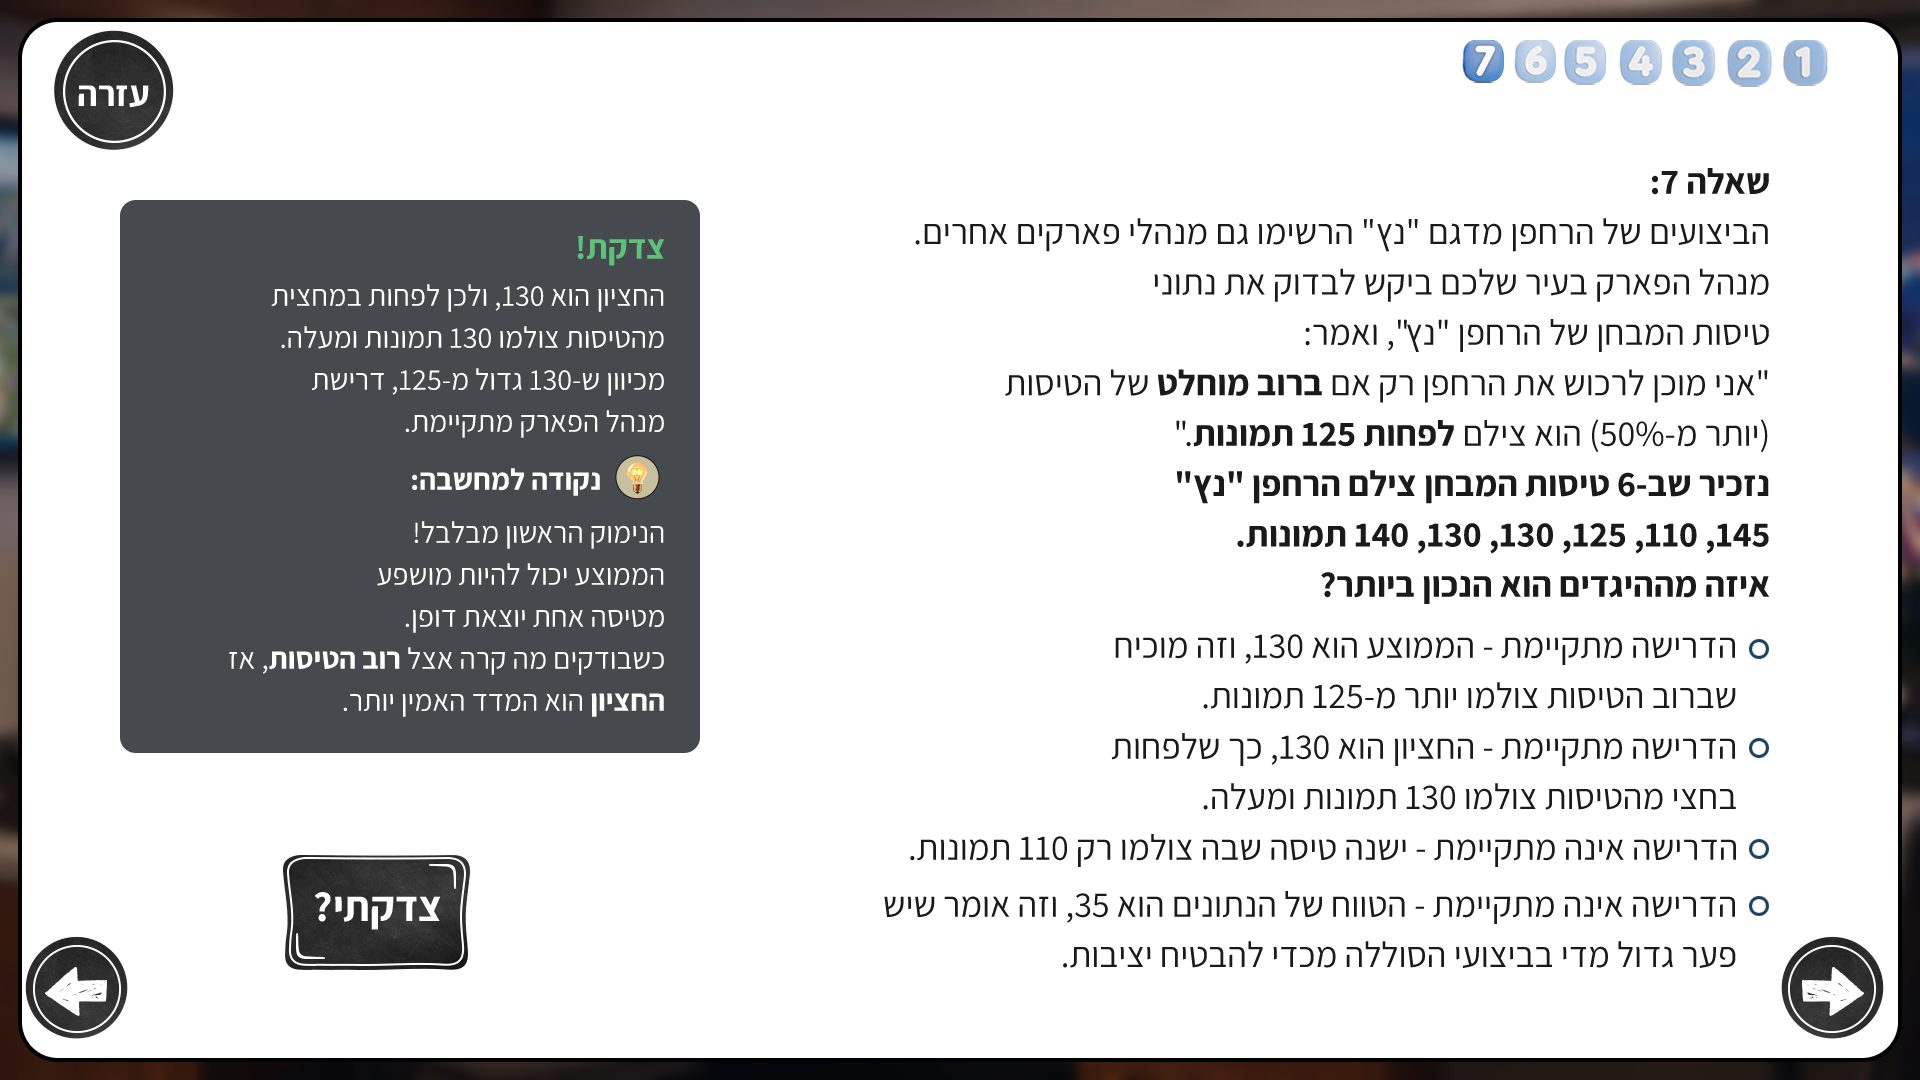 עזרה
1 2 3 4 5 6 7
שאלה 7:
הביצועים של הרחפן מדגם "נץ" הרשימו גם מנהלי פארקים אחרים.
מנהל הפארק בעיר שלכם ביקש לבדוק את נתוני
טיסות המבחן של הרחפן "נץ", ואמר:
"אני מוכן לרכוש את הרחפן רק אם ברוב מוחלט של הטיסות
(יותר מ-50%) הוא צילם לפחות 125 תמונות."
נזכיר שב-6 טיסות המבחן צילם הרחפן "נץ"
145, 110, 125, 130, 130, 140 תמונות.
איזה מההיגדים הוא הנכון ביותר?
הדרישה מתקיימת - הממוצע הוא 130, וזה מוכיח
שברוב הטיסות צולמו יותר מ-125 תמונות.
הדרישה מתקיימת - החציון הוא 130, כך שלפחות
בחצי מהטיסות צולמו 130 תמונות ומעלה.
הדרישה אינה מתקיימת - ישנה טיסה שבה צולמו רק 110 תמונות.
הדרישה אינה מתקיימת - הטווח של הנתונים הוא 35, וזה אומר שיש
פער גדול מדי בביצועי הסוללה מכדי להבטיח יציבות.
צדקת!
החציון הוא 130, ולכן לפחות במחצית
מהטיסות צולמו 130 תמונות ומעלה.
מכיוון ש-130 גדול מ-125, דרישת
מנהל הפארק מתקיימת.
נקודה למחשבה:
הנימוק הראשון מבלבל!
הממוצע יכול להיות מושפע
מטיסה אחת יוצאת דופן.
כשבודקים מה קרה אצל רוב הטיסות, אז
החציון הוא המדד האמין יותר.
צדקתי?